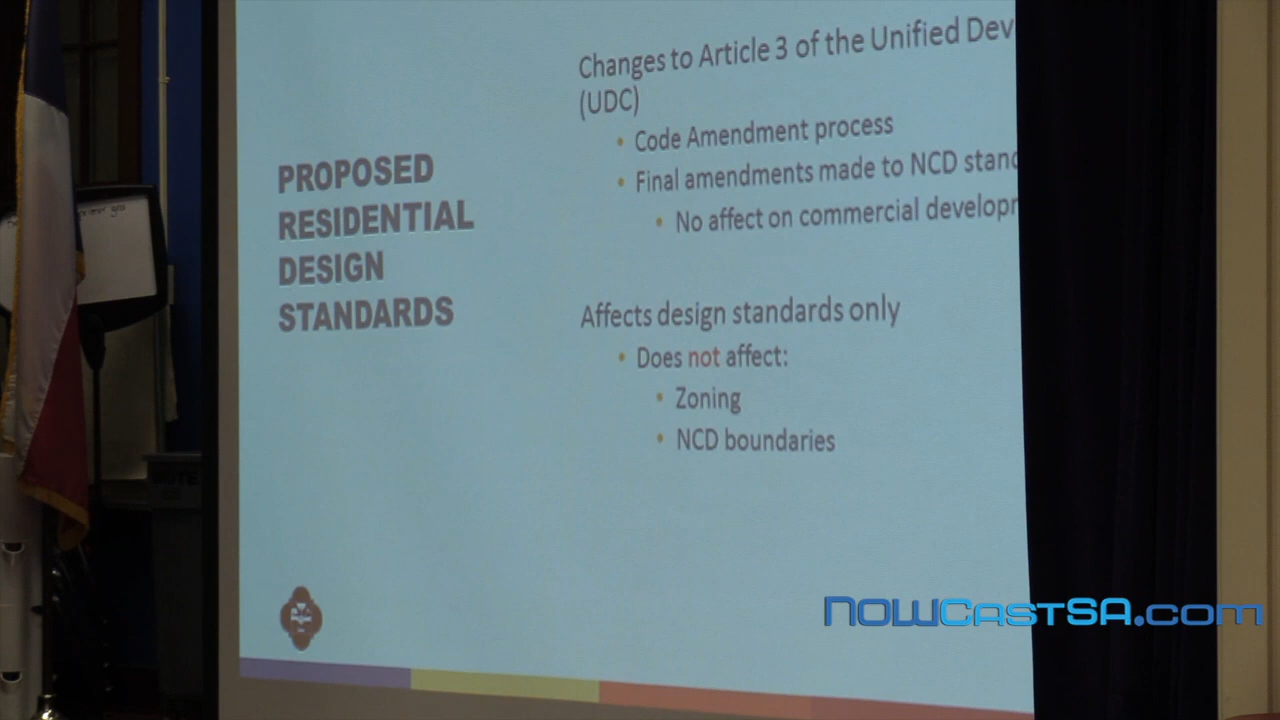 PROPOSED
RESIDENTIAL
DESIGN
STANDARDS
Changes to Article 3 of the Unified Dev
(UDC)
• Code Amendment process
• Final amendments made to NCD stand
• No affect on commercial developm
Affects design standards only
• Does not affect:
• Zoning
• NCD boundaries
NOWCastSA.com